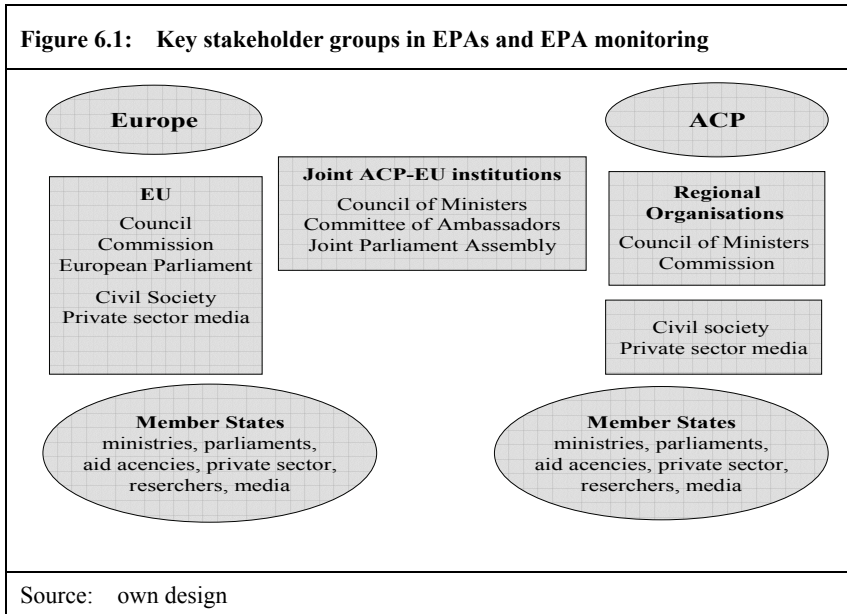 Figure 6.1: Key stakeholder groups in EPAs and EPA monitoring
Europe
ACP
EU
Council
Commission
European Parliament
Civil Society
Private sector media
Joint ACP-EU institutions
Council of Ministers
Committee of Ambassadors
Joint Parliament Assembly
Regional
Organisations
Council of Ministers
Commission
Civil society
Private sector media
Member States
ministries, parliaments,
aid acencies, private sector,
reserchers, media
Member States
ministries, parliaments,
aid acencies, private sector,
reserchers, media
Source: own design